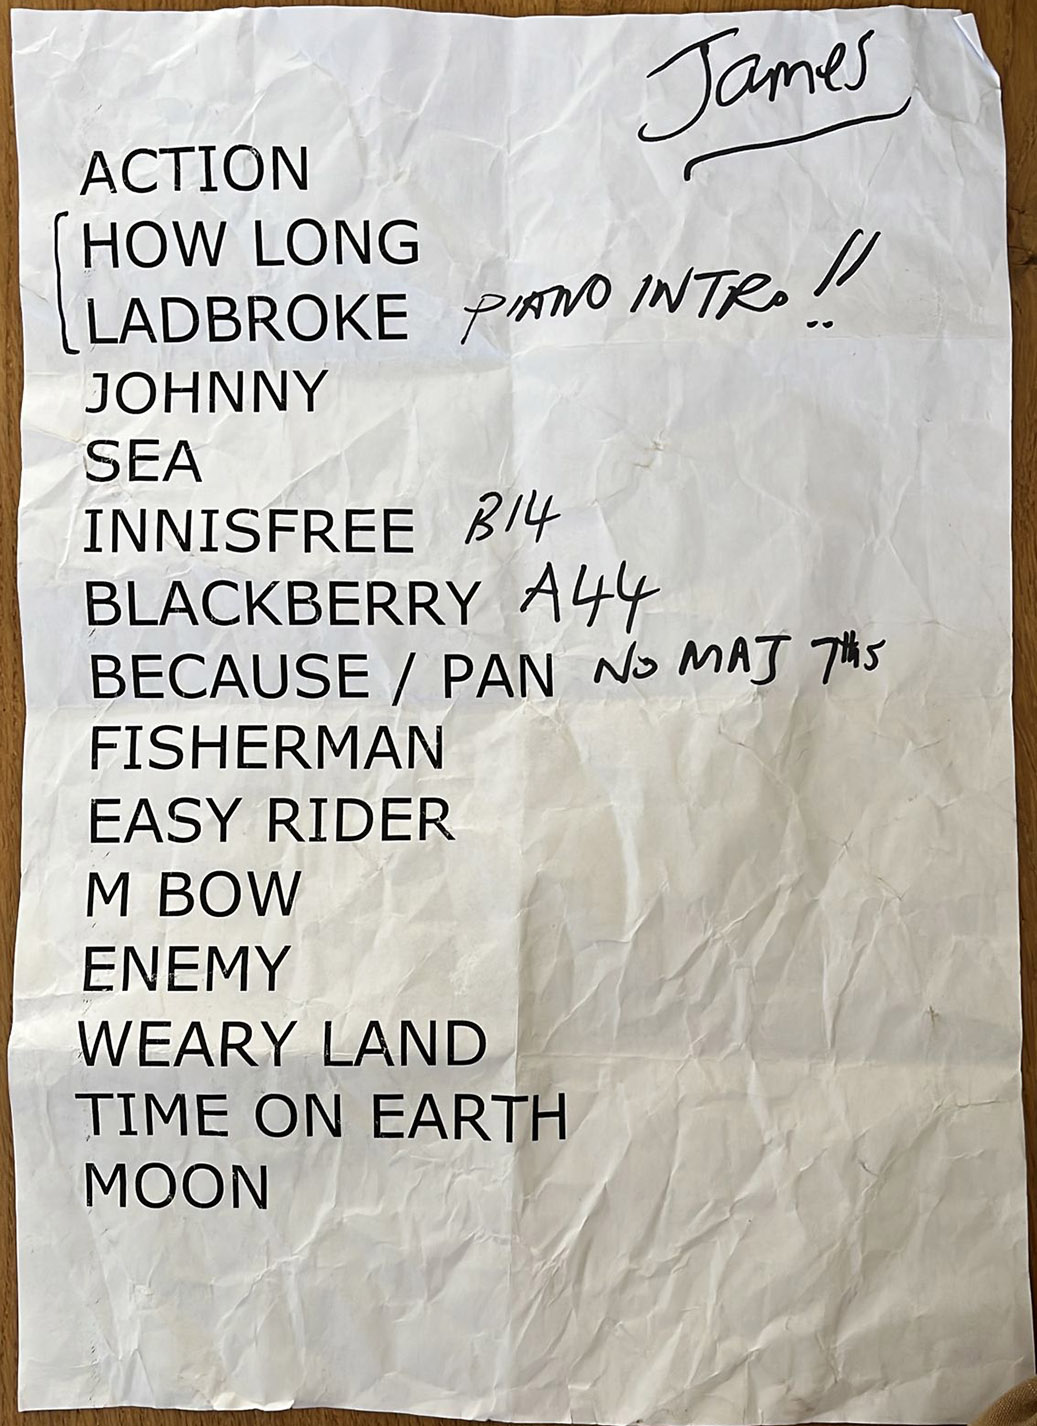 James
ACTION
HOW LONG
LADBROKE PIANO INTRO !!
JOHNNY
SEA
INNISFREE B14
BLACKBERRY A44
BECAUSE / PAN NO MAJ 7ths
FISHERMAN
EASY RIDER
M BOW
ENEMY
WEARY LAND
TIME ON EARTH
MOON